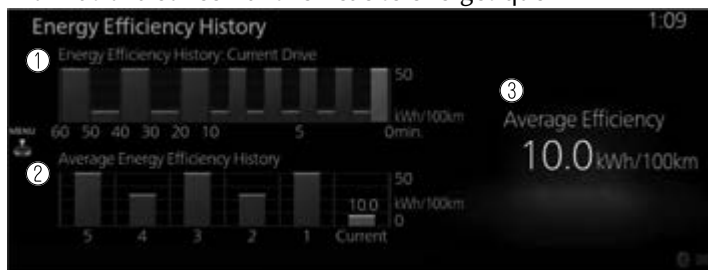 Energy Efficiency History
1:09
① Energy Efficiency History: Current Drive
50
kWh/100km
60 50 40 30 20 10 5 0min.
MENU
② Average Energy Efficiency History
50
10.0 kWh/100km
0
5 4 3 2 1 Current
③
Average Efficiency
10.0 kWh/100km